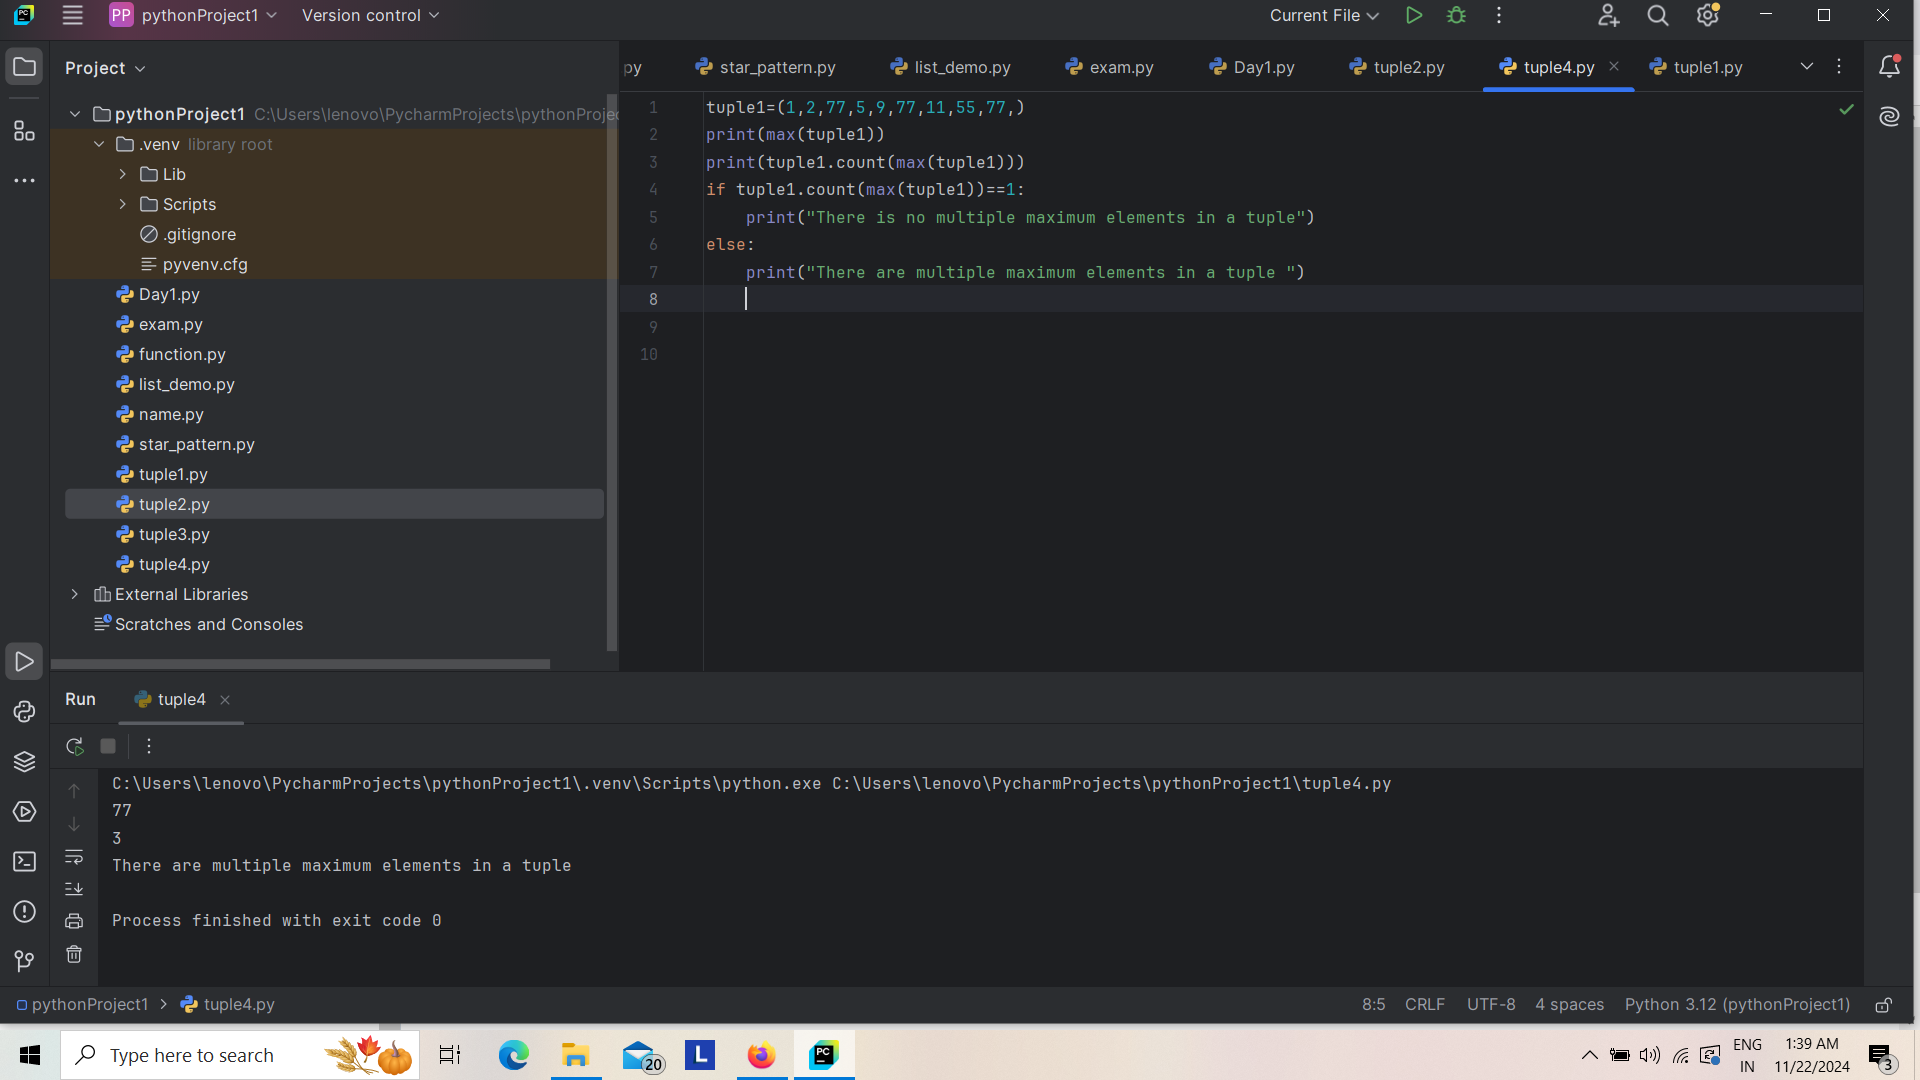 PP pythonProject1 Version control Current File
Project
py star_pattern.py list_demo.py exam.py Day1.py tuple2.py tuple4.py tuple1.py
pythonProject1 C:\Users\lenovo\PycharmProjects\pythonProjec
.venv library root
Lib
Scripts
.gitignore
pyvenv.cfg
Day1.py
exam.py
function.py
list_demo.py
name.py
star_pattern.py
tuple1.py
tuple2.py
tuple3.py
tuple4.py
External Libraries
Scratches and Consoles
1 tuple1=(1,2,77,5,9,77,11,55,77,)
2 print(max(tuple1))
3 print(tuple1.count(max(tuple1)))
4 if tuple1.count(max(tuple1))==1:
5 print("There is no multiple maximum elements in a tuple")
6 else:
7 print("There are multiple maximum elements in a tuple ")
8
9
10
Run tuple4
C:\Users\lenovo\PycharmProjects\pythonProject1\.venv\Scripts\python.exe C:\Users\lenovo\PycharmProjects\pythonProject1\tuple4.py
77
3
There are multiple maximum elements in a tuple
Process finished with exit code 0
pythonProject1 > tuple4.py 8:5 CRLF UTF-8 4 spaces Python 3.12 (pythonProject1)
Type here to search 20 L PC ENG IN 1:39 AM 11/22/2024 3